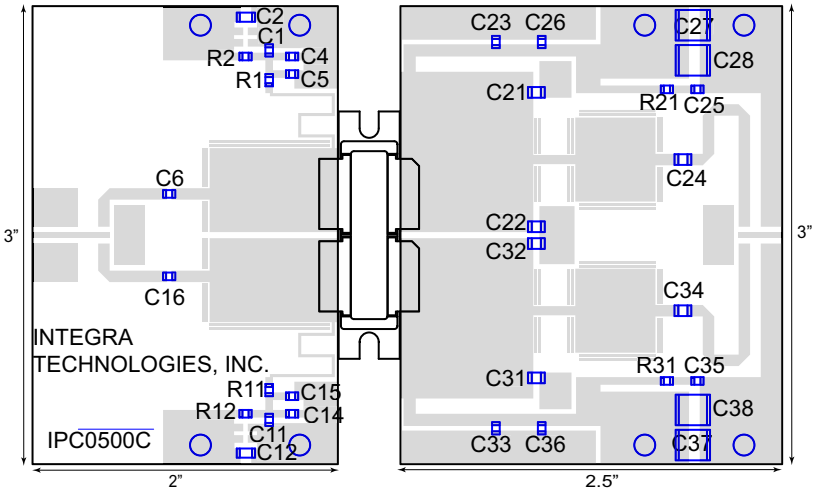 C2
C1
R2
C4
C5
R1
C6
3”
C16
INTEGRA
TECHNOLOGIES, INC.
R11
C15
R12
C14
C11
IPC0500C
C12
2”
C23
C26
C27
C28
C21
R21
C25
C24
C22
C32
3”
C34
C31
R31
C35
C38
C33
C36
C37
2.5”